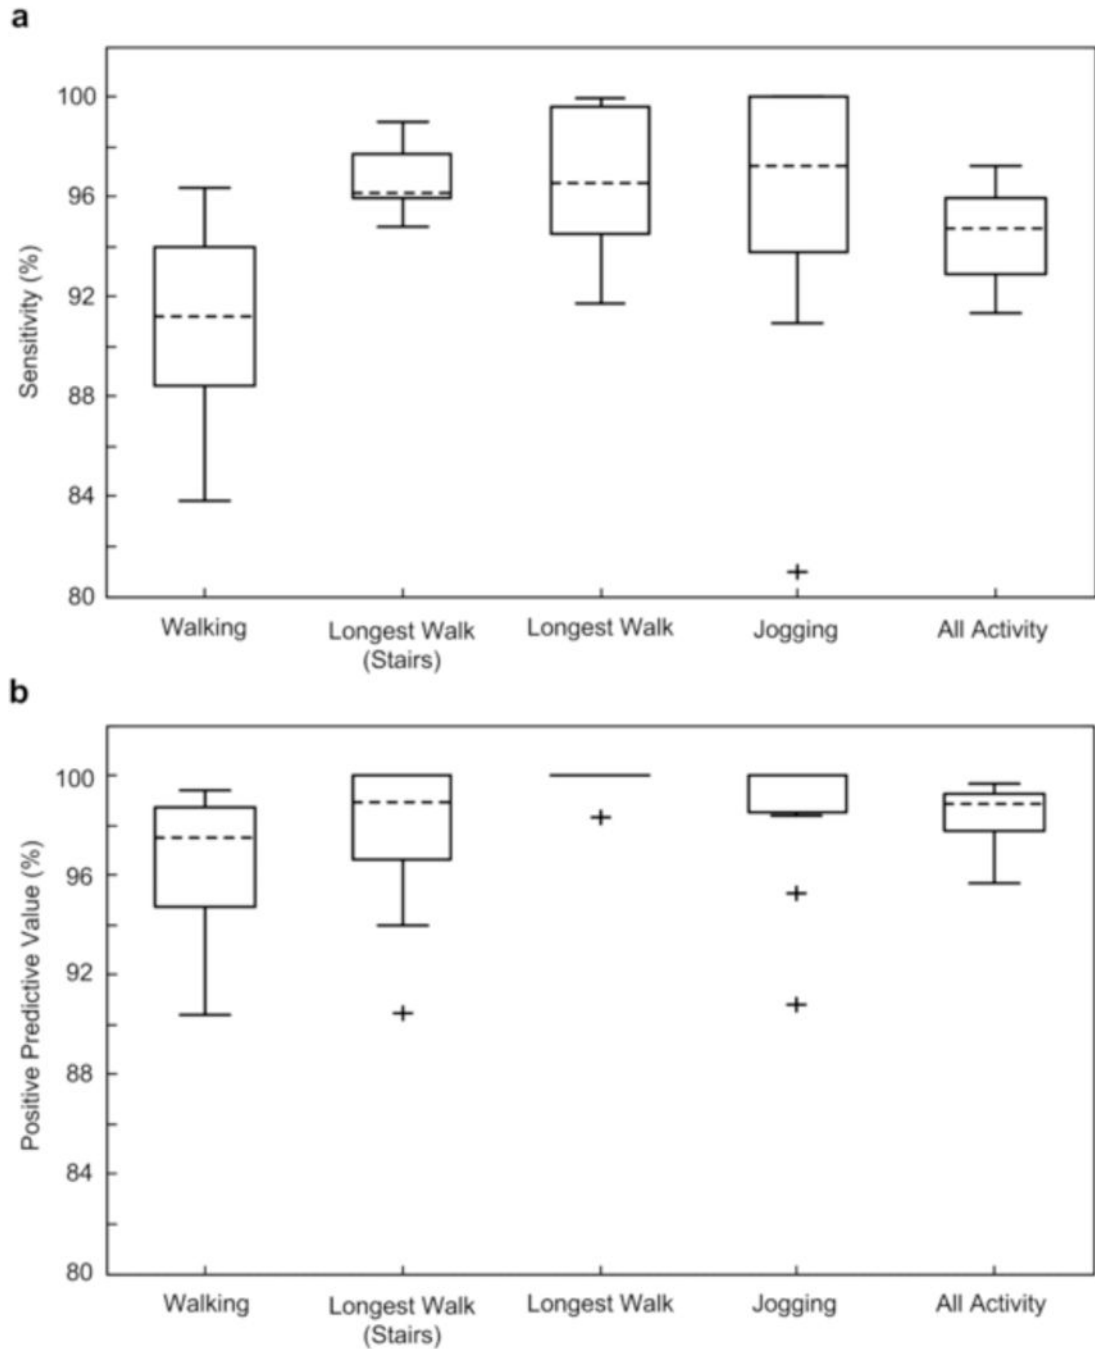 a
100
96
92
88
84
80
Sensitivity (%)
Walking
Longest Walk
(Stairs)
Longest Walk
Jogging
All Activity
b
100
96
92
88
84
80
Positive Predictive Value (%)
Walking
Longest Walk
(Stairs)
Longest Walk
Jogging
All Activity